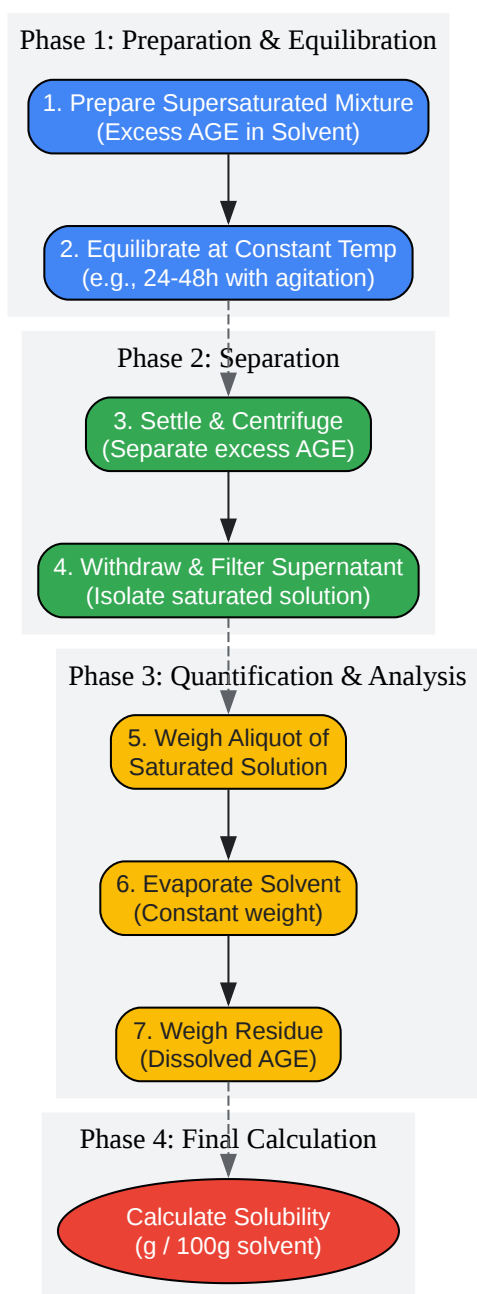 Phase 1: Preparation & Equilibration
1. Prepare Supersaturated Mixture
(Excess AGE in Solvent)
2. Equilibrate at Constant Temp
(e.g., 24-48h with agitation)
Phase 2: Separation
3. Settle & Centrifuge
(Separate excess AGE)
4. Withdraw & Filter Supernatant
(Isolate saturated solution)
Phase 3: Quantification & Analysis
5. Weigh Aliquot of
Saturated Solution
6. Evaporate Solvent
(Constant weight)
7. Weigh Residue
(Dissolved AGE)
Phase 4: Final Calculation
Calculate Solubility
(g / 100g solvent)